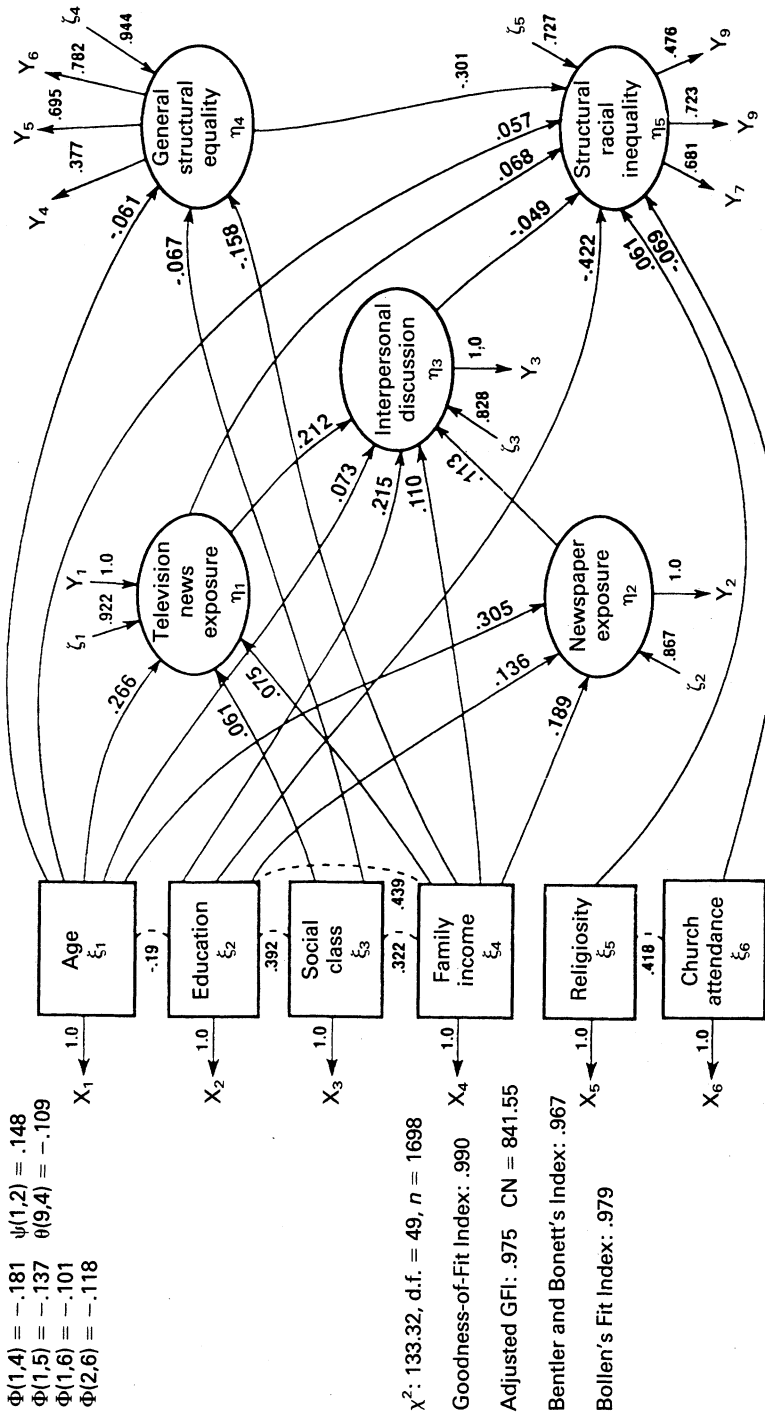 Φ(1,4) = −.181 ψ(1,2) = .148
Φ(1,5) = −.137 θ(9,4) = −.109
Φ(1,6) = −.101
Φ(2,6) = −.118
χ²: 133.32, d.f. = 49, n = 1698
Goodness-of-Fit Index: .990
Adjusted GFI: .975 CN = 841.55
Bentler and Bonett's Index: .967
Bollen's Fit Index: .979
X₁
1.0
Age
ξ₁
-.19
X₂
1.0
Education
ξ₂
.392
X₃
1.0
Social
class
ξ₃
.322
.439
X₄
1.0
Family
income
ξ₄
X₅
1.0
Religiosity
ξ₅
.418
X₆
1.0
Church
attendance
ξ₆
.266
.061
.075
ζ₁
.922
Y₁
1.0
Television
news
exposure
η₁
.305
.136
.189
Newspaper
exposure
η₂
ζ₂
.867
1.0
Y₂
.212
.073
.215
.110
.113
Interpersonal
discussion
η₃
ζ₃
.828
1,0
Y₃
-.061
-.067
-.158
General
structural
equality
η₄
Y₄
.377
Y₅
.695
Y₆
.782
ζ₄
.944
-.301
.057
.068
-.049
-.422
.061
-.069
Structural
racial
inequality
η₅
ζ₅
.727
.681
Y₇
.723
Y₉
.476
Y₉